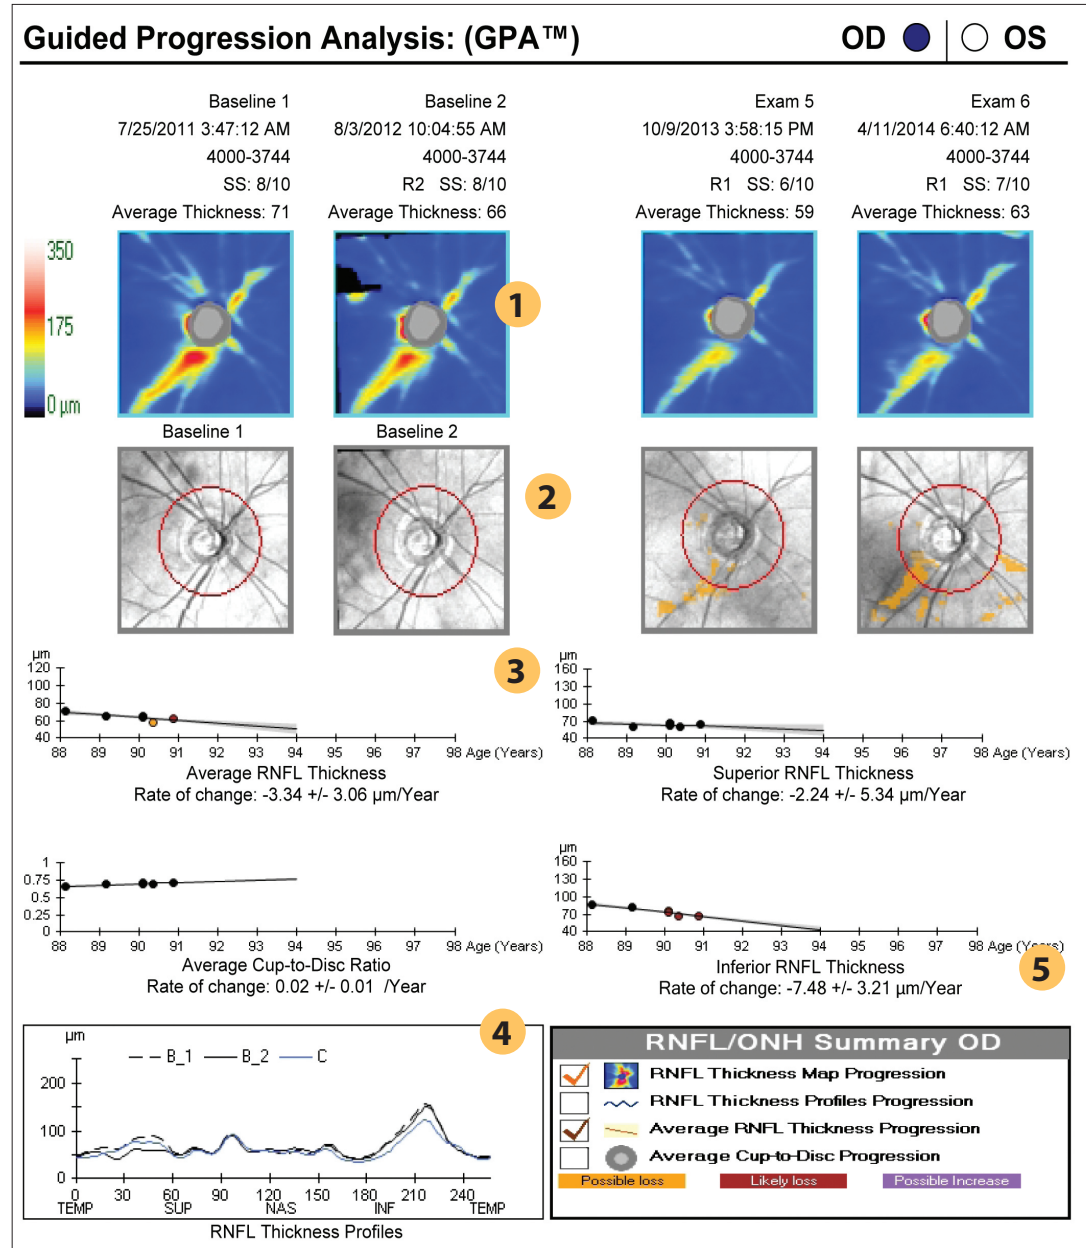 Guided Progression Analysis: (GPA™)
OD OS
Baseline 1
7/25/2011 3:47:12 AM
4000-3744
SS: 8/10
Average Thickness: 71
Baseline 2
8/3/2012 10:04:55 AM
4000-3744
R2 SS: 8/10
Average Thickness: 66
Exam 5
10/9/2013 3:58:15 PM
4000-3744
R1 SS: 6/10
Average Thickness: 59
Exam 6
4/11/2014 6:40:12 AM
4000-3744
R1 SS: 7/10
Average Thickness: 63
350
175
0 µm
1
Baseline 1
Baseline 2
2
3
µm
120
100
80
60
40
88 89 90 91 92 93 94 95 96 97 98 Age (Years)
Average RNFL Thickness
Rate of change: -3.34 +/- 3.06 µm/Year
µm
160
130
100
70
40
88 89 90 91 92 93 94 95 96 97 98 Age (Years)
Superior RNFL Thickness
Rate of change: -2.24 +/- 5.34 µm/Year
1
0.75
0.5
0.25
0
88 89 90 91 92 93 94 95 96 97 98 Age (Years)
Average Cup-to-Disc Ratio
Rate of change: 0.02 +/- 0.01 /Year
µm
160
130
100
70
40
88 89 90 91 92 93 94 95 96 97 98 Age (Years)
Inferior RNFL Thickness
Rate of change: -7.48 +/- 3.21 µm/Year
5
4
µm
B_1 B_2 C
200
100
0
0 30 60 90 120 150 180 210 240
TEMP SUP NAS INF TEMP
RNFL Thickness Profiles
RNFL/ONH Summary OD
RNFL Thickness Map Progression
RNFL Thickness Profiles Progression
Average RNFL Thickness Progression
Average Cup-to-Disc Progression
Possible loss Likely loss Possible Increase